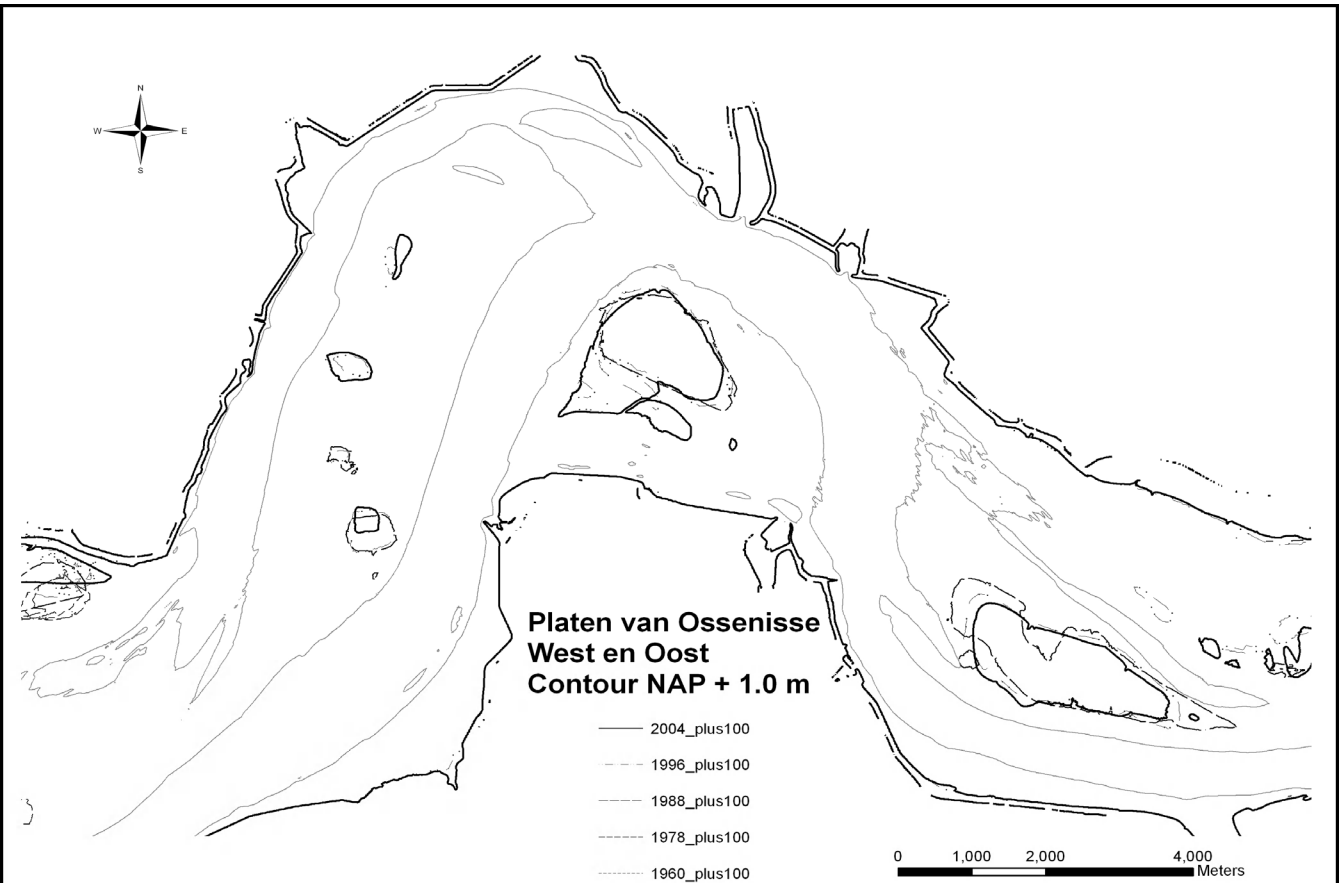 N
W E
S
Platen van Ossenisse
West en Oost
Contour NAP + 1.0 m
2004_plus100
1996_plus100
1988_plus100
1978_plus100
1960_plus100
0 1,000 2,000 4,000
Meters